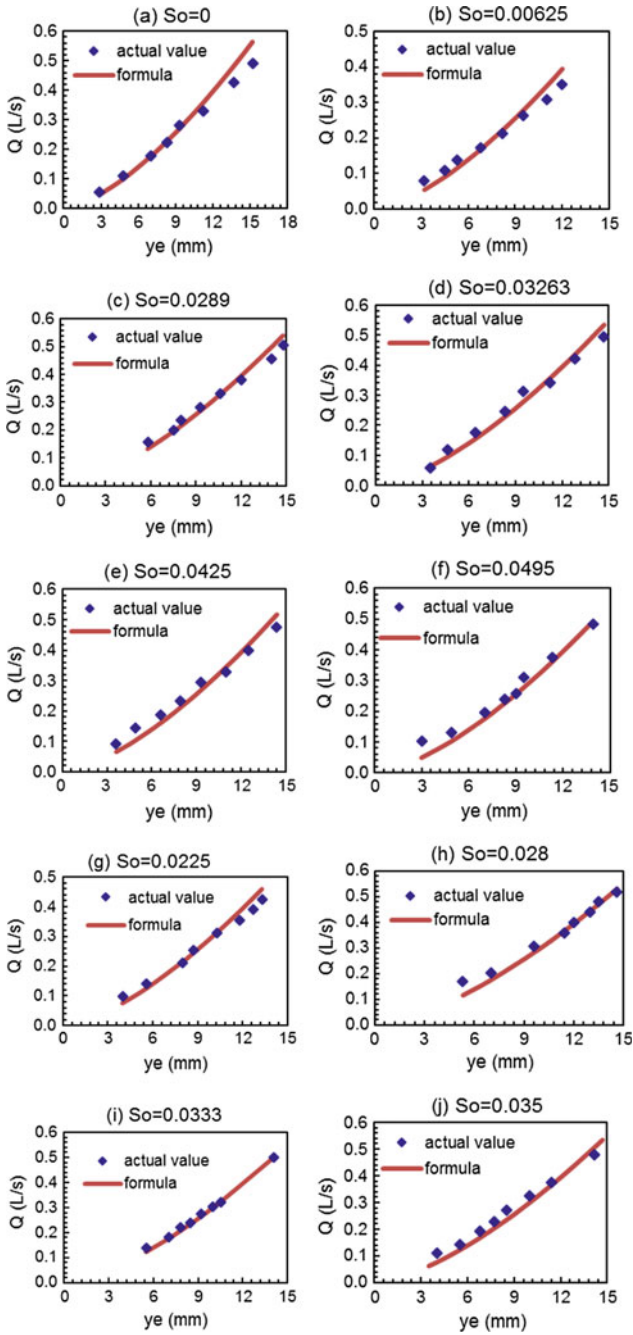 (a) So=0
Q (L/s)
0.6
0.5
0.4
0.3
0.2
0.1
0.0
actual value
formula
0 3 6 9 12 15 18
ye (mm)
(b) So=0.00625
Q (L/s)
0.5
0.4
0.3
0.2
0.1
0.0
actual value
formula
0 3 6 9 12 15
ye (mm)
(c) So=0.0289
Q (L/s)
0.6
0.5
0.4
0.3
0.2
0.1
0.0
actual value
formula
0 3 6 9 12 15
ye (mm)
(d) So=0.03263
Q (L/s)
0.6
0.5
0.4
0.3
0.2
0.1
0.0
actual value
formula
0 3 6 9 12 15
ye (mm)
(e) So=0.0425
Q (L/s)
0.6
0.5
0.4
0.3
0.2
0.1
0.0
actual value
formula
0 3 6 9 12 15
ye (mm)
(f) So=0.0495
Q (L/s)
0.6
0.5
0.4
0.3
0.2
0.1
0.0
actual value
formula
0 3 6 9 12 15
ye (mm)
(g) So=0.0225
Q (L/s)
0.5
0.4
0.3
0.2
0.1
0.0
actual value
formula
0 3 6 9 12 15
ye (mm)
(h) So=0.028
Q (L/s)
0.6
0.5
0.4
0.3
0.2
0.1
0.0
actual value
formula
0 3 6 9 12 15
ye (mm)
(i) So=0.0333
Q (L/s)
0.6
0.5
0.4
0.3
0.2
0.1
0.0
actual value
formula
0 3 6 9 12 15
ye (mm)
(j) So=0.035
Q (L/s)
0.6
0.5
0.4
0.3
0.2
0.1
0.0
actual value
formula
0 3 6 9 12 15
ye (mm)